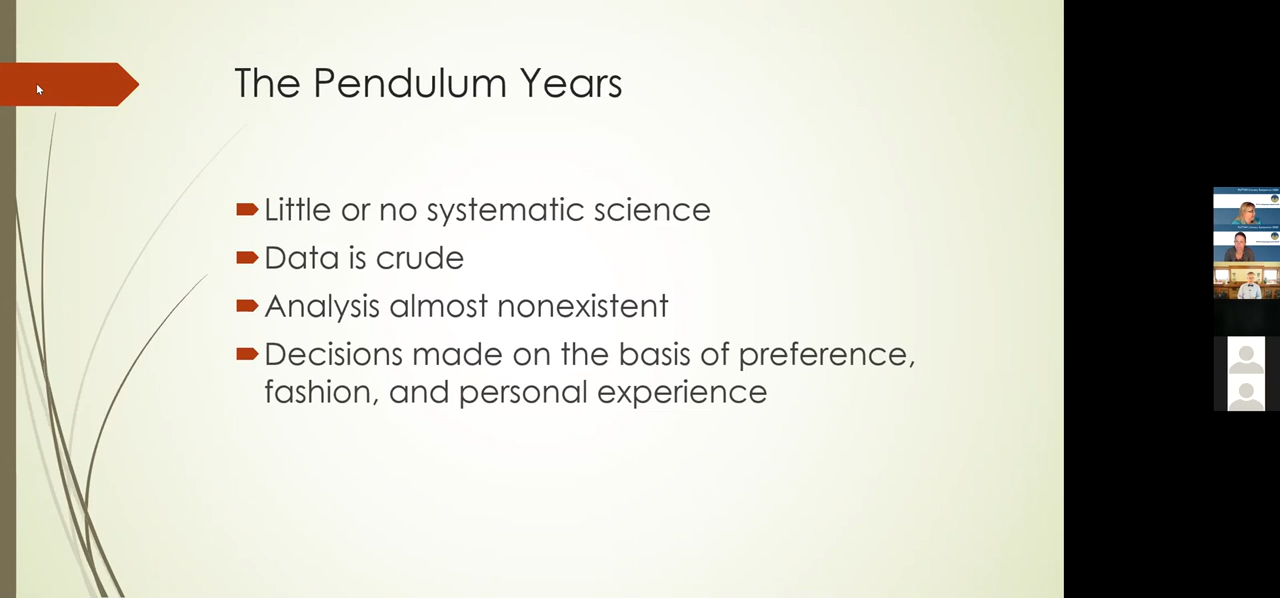 The Pendulum Years
Little or no systematic science
Data is crude
Analysis almost nonexistent
Decisions made on the basis of preference,
fashion, and personal experience